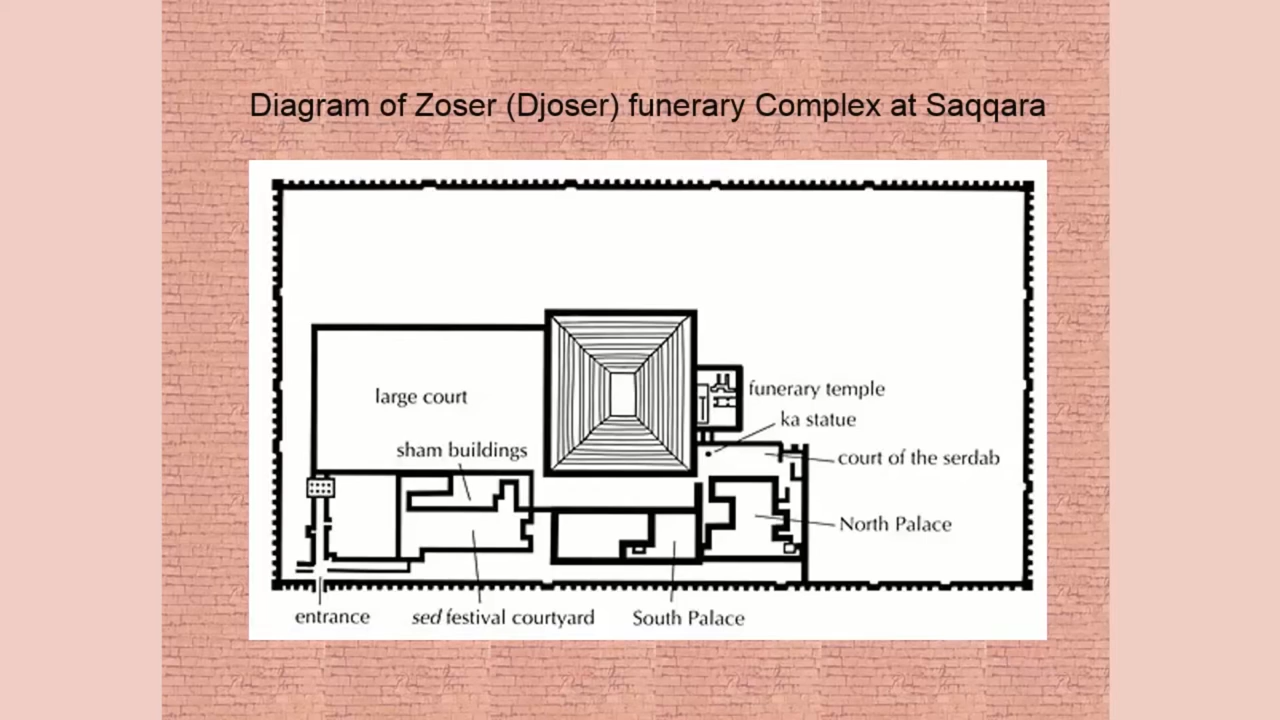 Diagram of Zoser (Djoser) funerary Complex at Saqqara
large court
funerary temple
ka statue
sham buildings
court of the serdab
North Palace
entrance
sed festival courtyard
South Palace